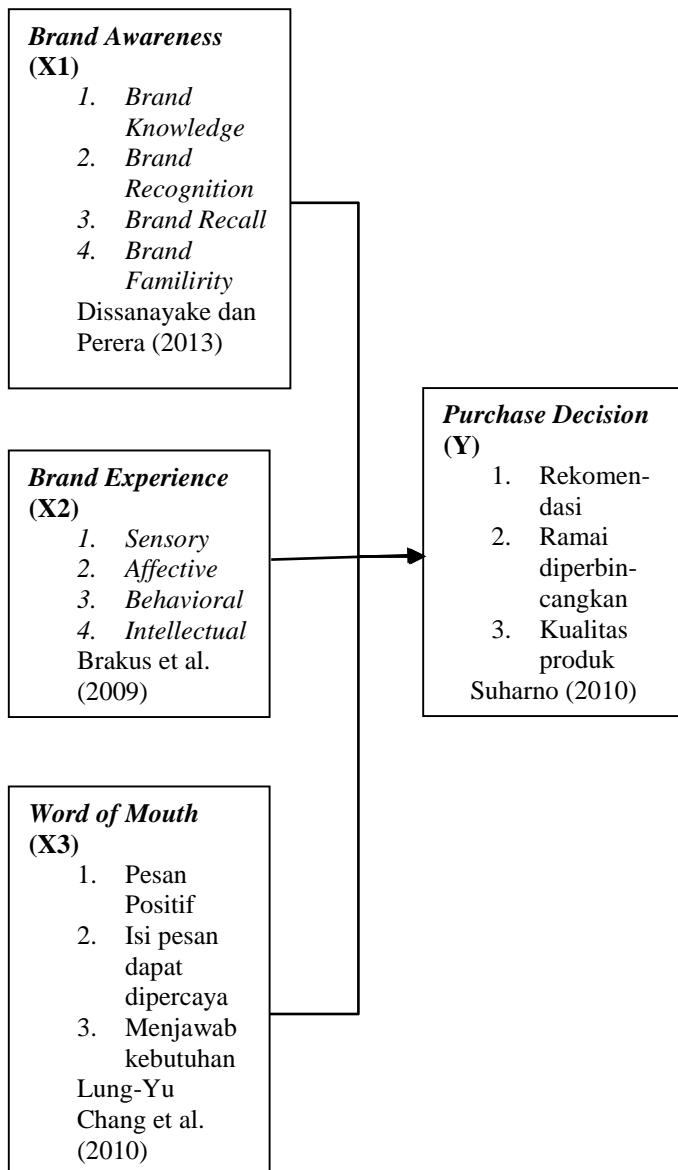 Brand Awareness
(X1)
1. Brand
Knowledge
2. Brand
Recognition
3. Brand Recall
4. Brand
Familirity
Dissanayake dan
Perera (2013)
Brand Experience
(X2)
1. Sensory
2. Affective
3. Behavioral
4. Intellectual
Brakus et al.
(2009)
Word of Mouth
(X3)
1. Pesan
Positif
2. Isi pesan
dapat
dipercaya
3. Menjawab
kebutuhan
Lung-Yu
Chang et al.
(2010)
Purchase Decision
(Y)
1. Rekomen-
dasi
2. Ramai
diperbin-
cangkan
3. Kualitas
produk
Suharno (2010)